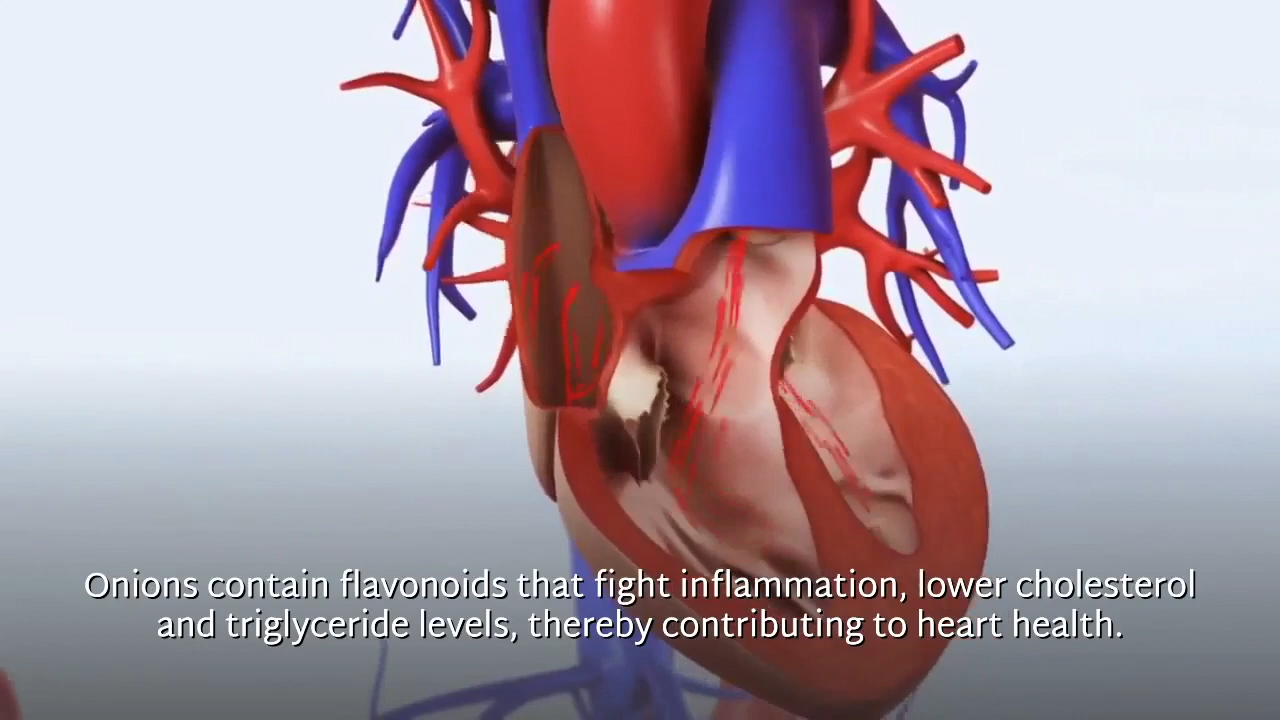 Onions contain flavonoids that fight inflammation, lower cholesterol
and triglyceride levels, thereby contributing to heart health.